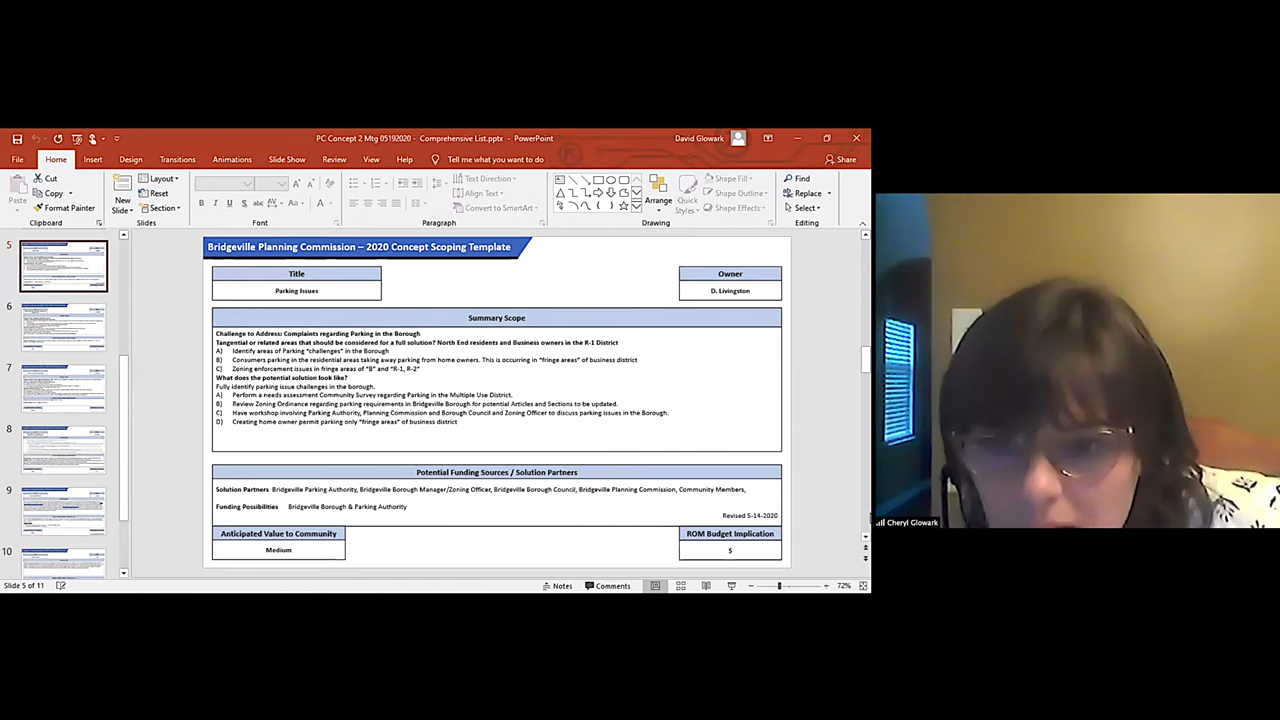 PC Concept 2 Mtg 05192020 - Comprehensive List.pptx - PowerPoint
David Glowark
File Home Insert Design Transitions Animations Slide Show Review View Help Tell me what you want to do Share
Paste
Cut
Copy
Format Painter
Clipboard
New Slide
Layout
Reset
Section
Slides
Font
Text Direction
Align Text
Convert to SmartArt
Paragraph
Arrange
Quick Styles
Shape Fill
Shape Outline
Shape Effects
Drawing
Find
Replace
Select
Editing
5
6
7
8
9
10
Bridgeville Planning Commission – 2020 Concept Scoping Template
Title
Parking Issues
Owner
D. Livingston
Summary Scope
Challenge to Address: Complaints regarding Parking in the Borough
Tangential or related areas that should be considered for a full solution? North End residents and Business owners in the R-1 District
A) Identify areas of Parking "challenges" in the Borough
B) Consumers parking in the residential areas taking away parking from home owners. This is occurring in "fringe areas" of business district
C) Zoning enforcement issues in fringe areas of "B" and "R-1, R-2"
What does the potential solution look like?
Fully identify parking issue challenges in the borough.
A) Perform a needs assessment Community Survey regarding Parking in the Multiple Use District.
B) Review Zoning Ordinance regarding parking requirements in Bridgeville Borough for potential Articles and Sections to be updated.
C) Have workshop involving Parking Authority, Planning Commission and Borough Council and Zoning Officer to discuss parking issues in the Borough.
D) Creating home owner permit parking only "fringe areas" of business district
Potential Funding Sources / Solution Partners
Solution Partners Bridgeville Parking Authority, Bridgeville Borough Manager/Zoning Officer, Bridgeville Borough Council, Bridgeville Planning Commission, Community Members,
Funding Possibilities Bridgeville Borough & Parking Authority
Revised 5-14-2020
Anticipated Value to Community
Medium
ROM Budget Implication
$
Slide 5 of 11
Notes
Comments
72%
Cheryl Glowark